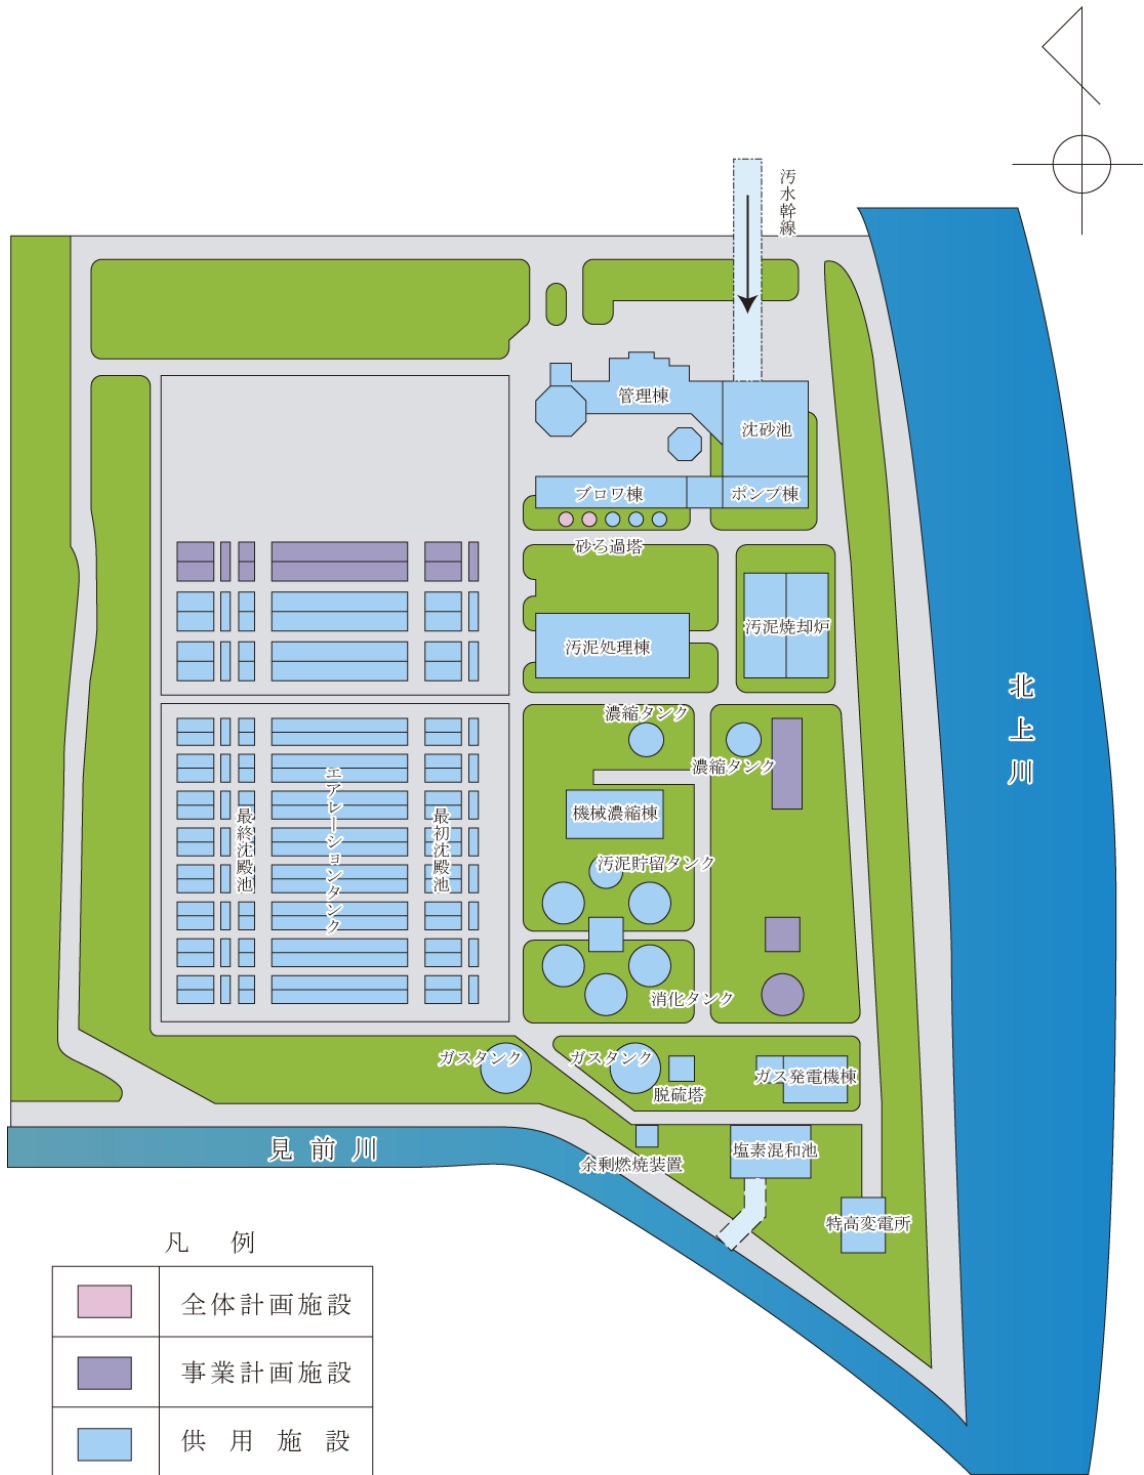 汚水幹線
管理棟
沈砂池
ブロワ棟
ポンプ棟
砂ろ過塔
汚泥処理棟
汚泥焼却炉
濃縮タンク
濃縮タンク
機械濃縮棟
汚泥貯留タンク
最終沈殿池
エアレーションタンク
最初沈殿池
消化タンク
北上川
ガスタンク
ガスタンク
脱硫塔
ガス発電機棟
見前川
余剰燃焼装置
塩素混和池
特高変電所
凡例
全体計画施設
事業計画施設
供用施設